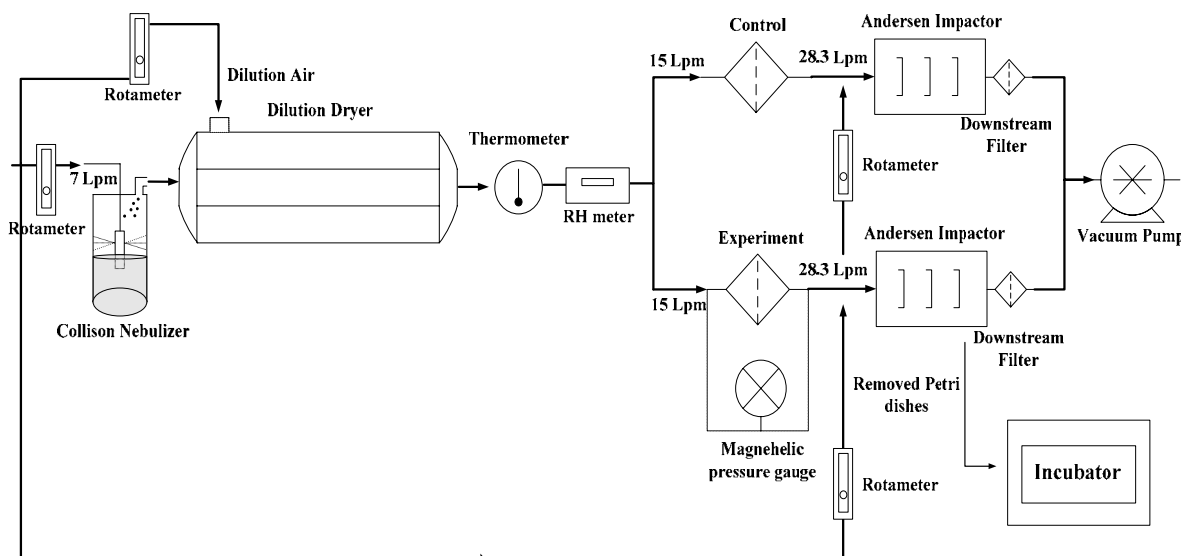 Rotameter
Dilution Air
Dilution Dryer
7 Lpm
Rotameter
Collison Nebulizer
Thermometer
RH meter
Control
15 Lpm
28.3 Lpm
Andersen Impactor
Rotameter
Downstream
Filter
Experiment
15 Lpm
28.3 Lpm
Andersen Impactor
Vacuum Pump
Downstream
Filter
Removed Petri
dishes
Magnehelic
pressure gauge
Rotameter
Incubator